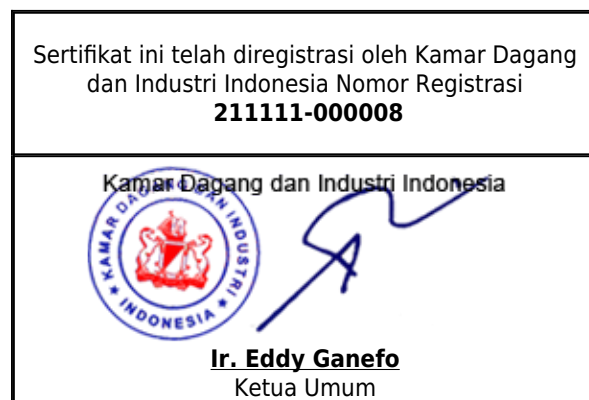 Sertifikat ini telah diregistrasi oleh Kamar Dagang
dan Industri Indonesia Nomor Registrasi
211111-000008
Kamar Dagang dan Industri Indonesia
KAMAR DAGANG DAN INDUSTRI
INDONESIA
Ir. Eddy Ganefo
Ketua Umum